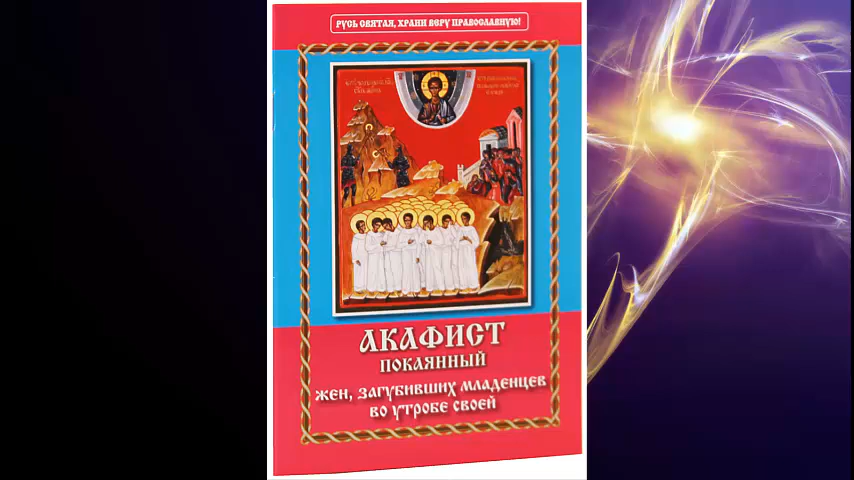 РУСЬ СВЯТАЯ, ХРАНИ ВЕРУ ПРАВОСЛАВНУЮ!
АКАФИСТ
ПОКАЯННЫЙ
ЖЕН, ЗАГУБИВШИХ МЛАДЕНЦЕВ
ВО УТРОБЕ СВОЕЙ